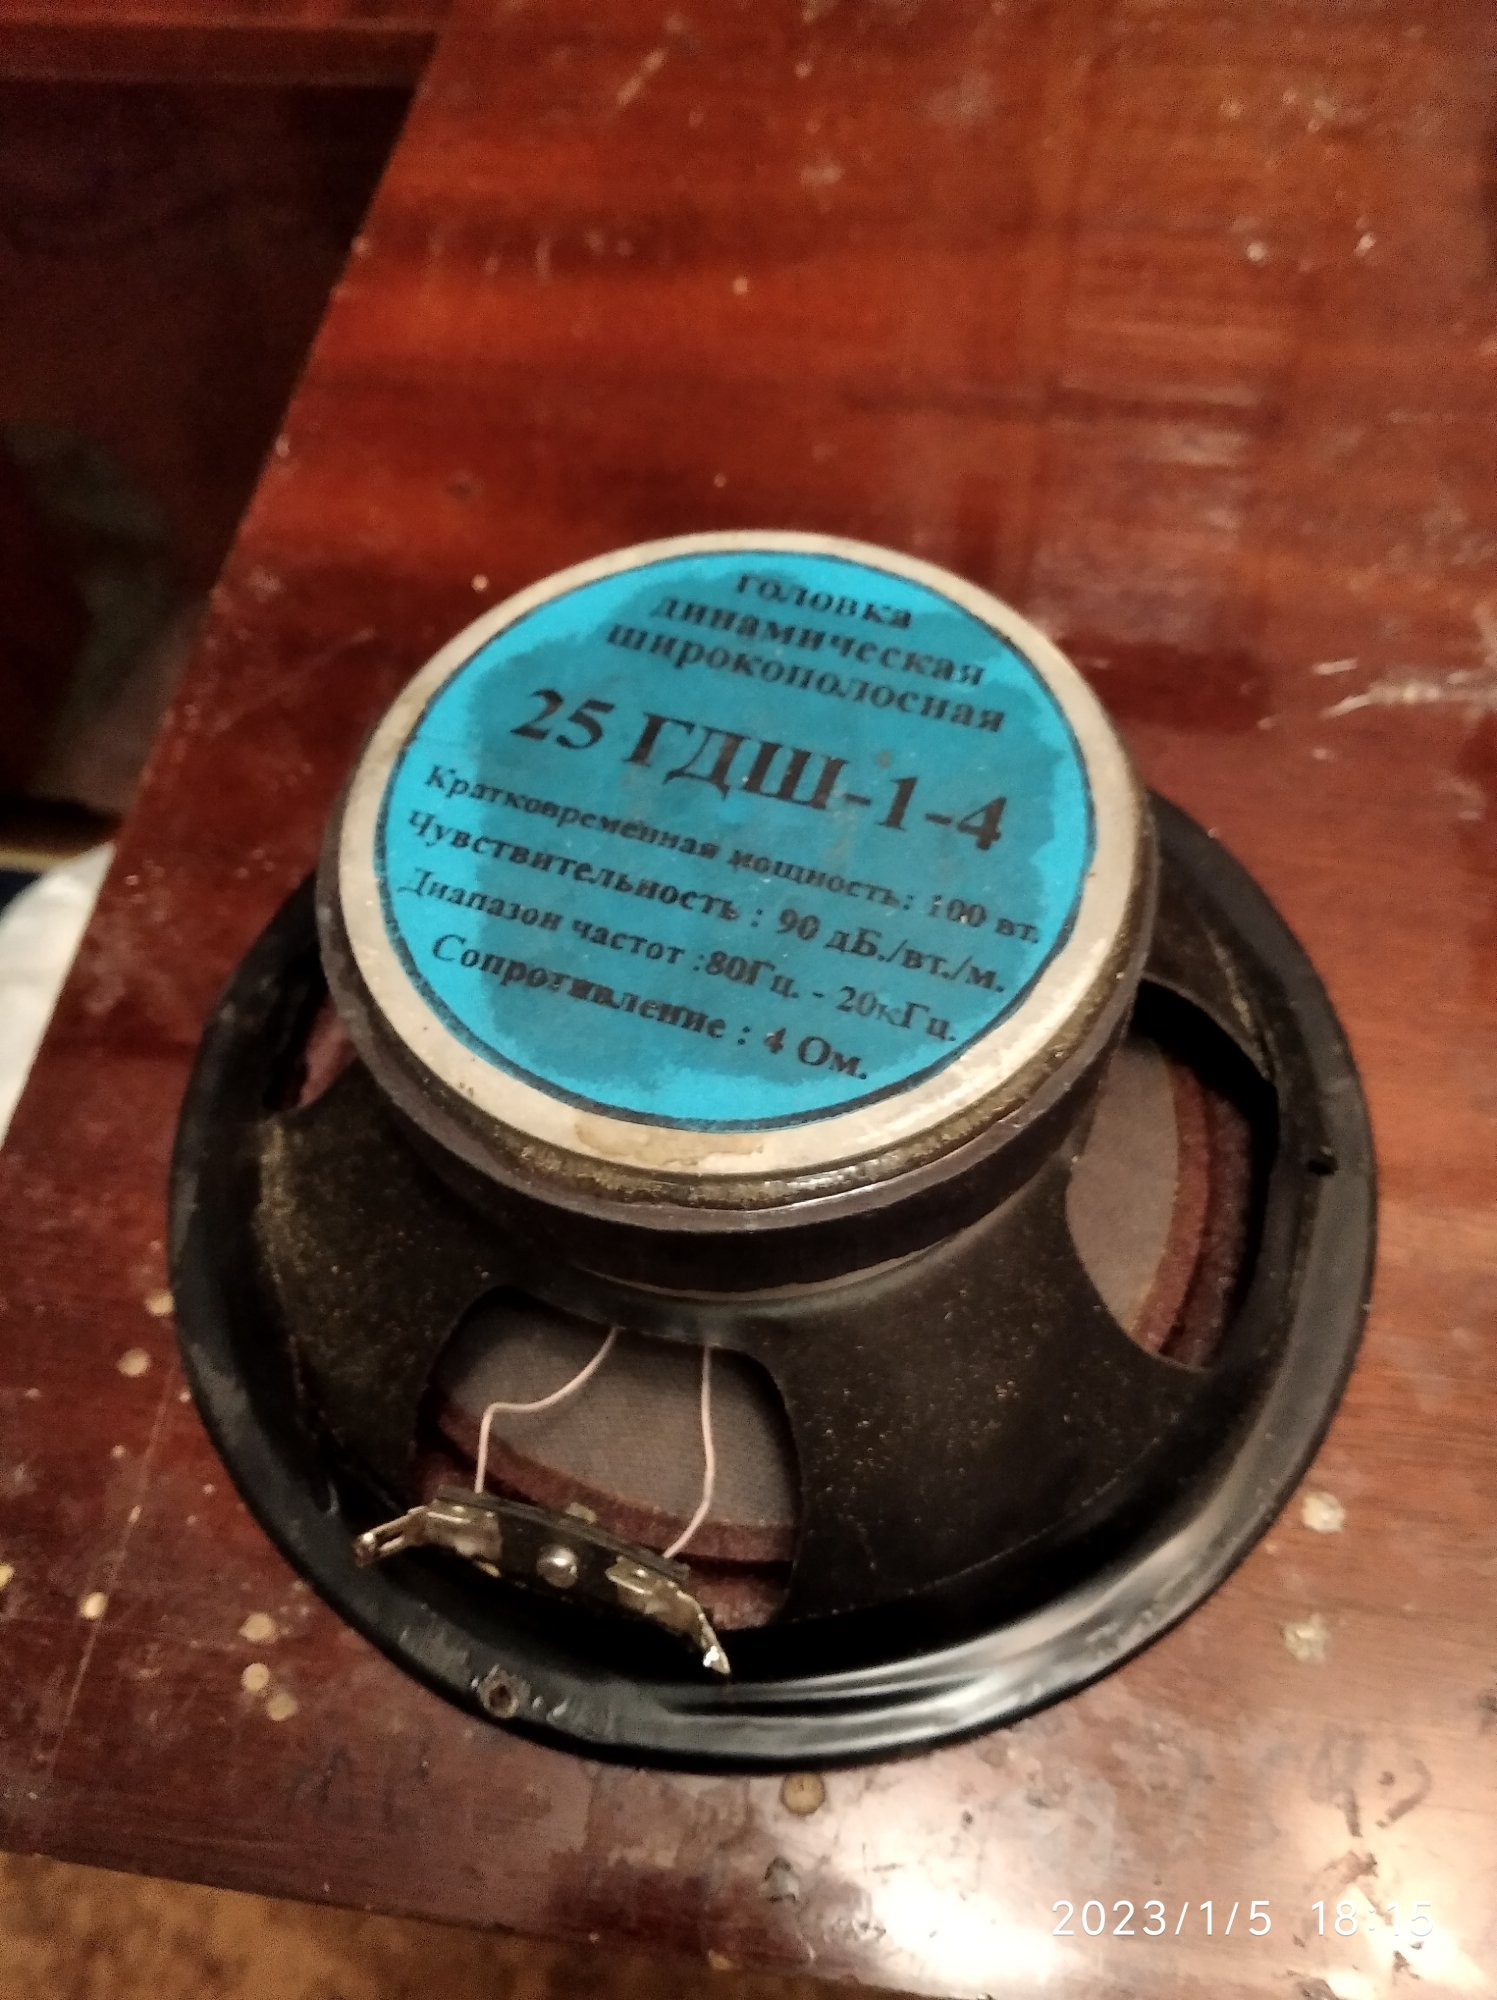 головка
динамическая
широкополосная
25 ГДШ-1-4
Кратковременная мощность: 100 вт.
Чувствительность : 90 дБ./вт./м.
Диапазон частот :80Гц. - 20кГц.
Сопротивление : 4 Ом.
2023/1/5 18:15